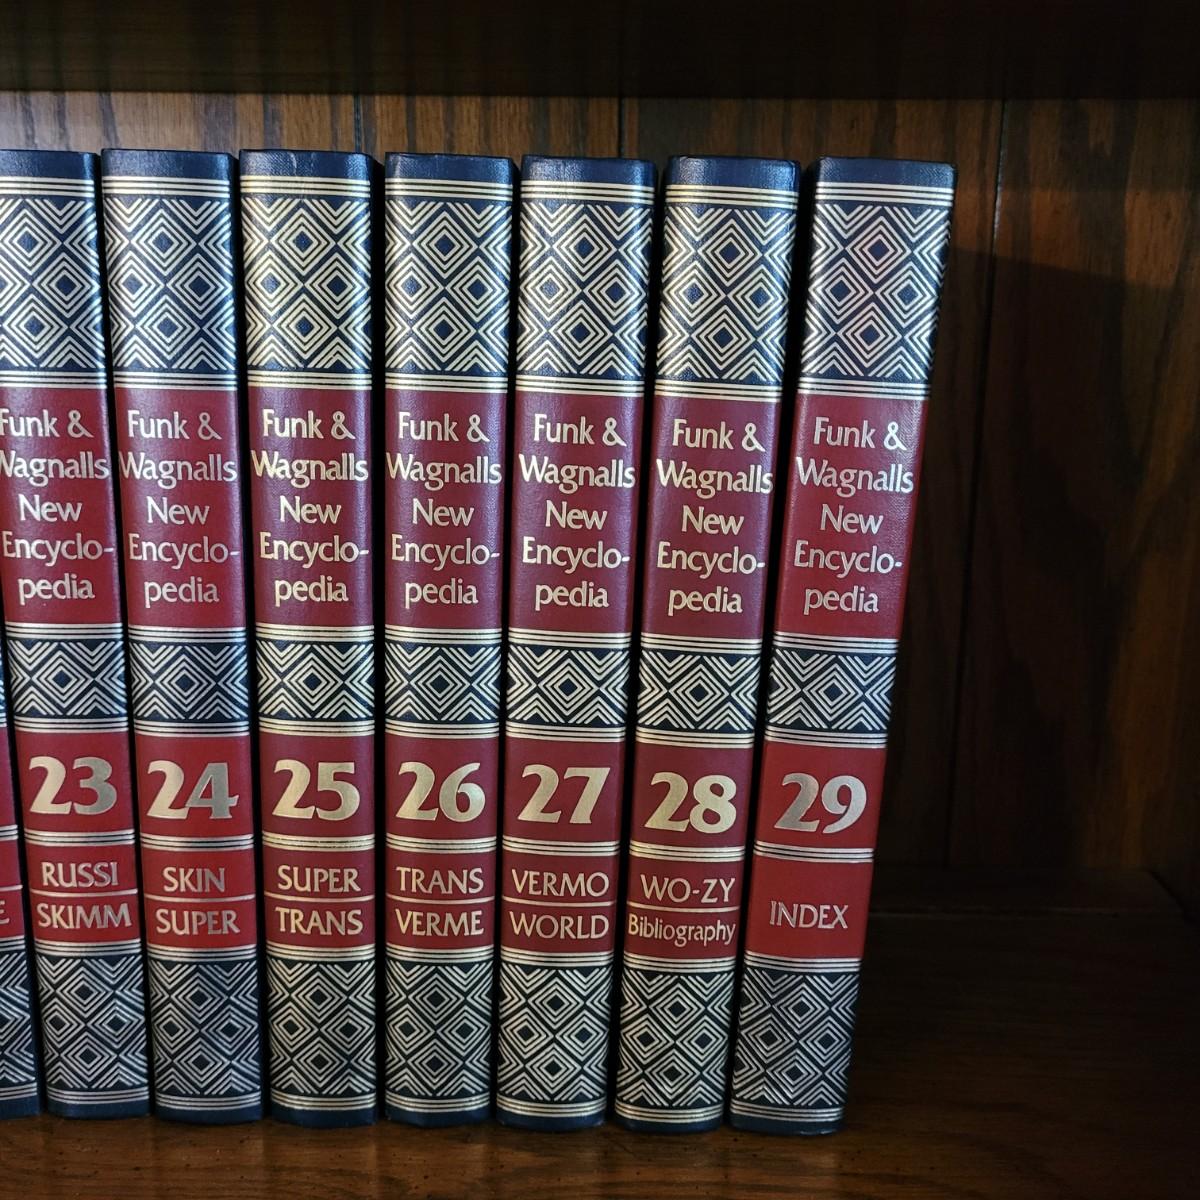 E
Funk &
Wagnalls
New
Encyclo-
pedia
23
RUSSI
SKIMM
Funk &
Wagnalls
New
Encyclo-
pedia
24
SKIN
SUPER
Funk &
Wagnalls
New
Encyclo-
pedia
25
SUPER
TRANS
Funk &
Wagnalls
New
Encyclo-
pedia
26
TRANS
VERME
Funk &
Wagnalls
New
Encyclo-
pedia
27
VERMO
WORLD
Funk &
Wagnalls
New
Encyclo-
pedia
28
WO-ZY
Bibliography
Funk &
Wagnalls
New
Encyclo-
pedia
29
INDEX